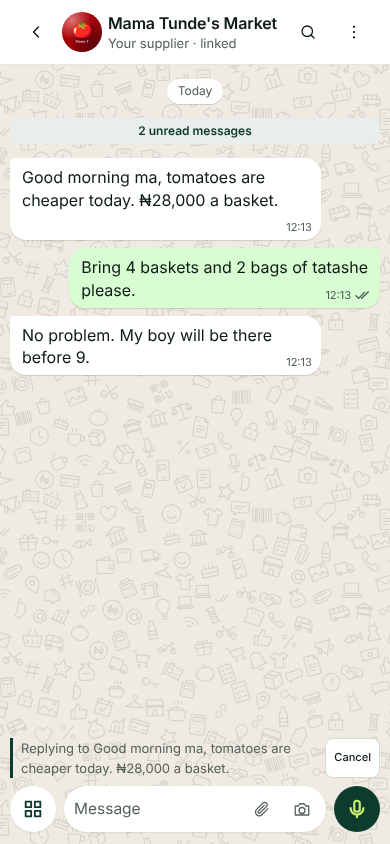 Mama Tunde's Market
Your supplier · linked
Today
2 unread messages
Good morning ma, tomatoes are
cheaper today. ₦28,000 a basket.
12:13
Bring 4 baskets and 2 bags of tatashe
please.
12:13
No problem. My boy will be there
before 9.
12:13
Replying to Good morning ma, tomatoes are
cheaper today. ₦28,000 a basket.
Cancel
Message